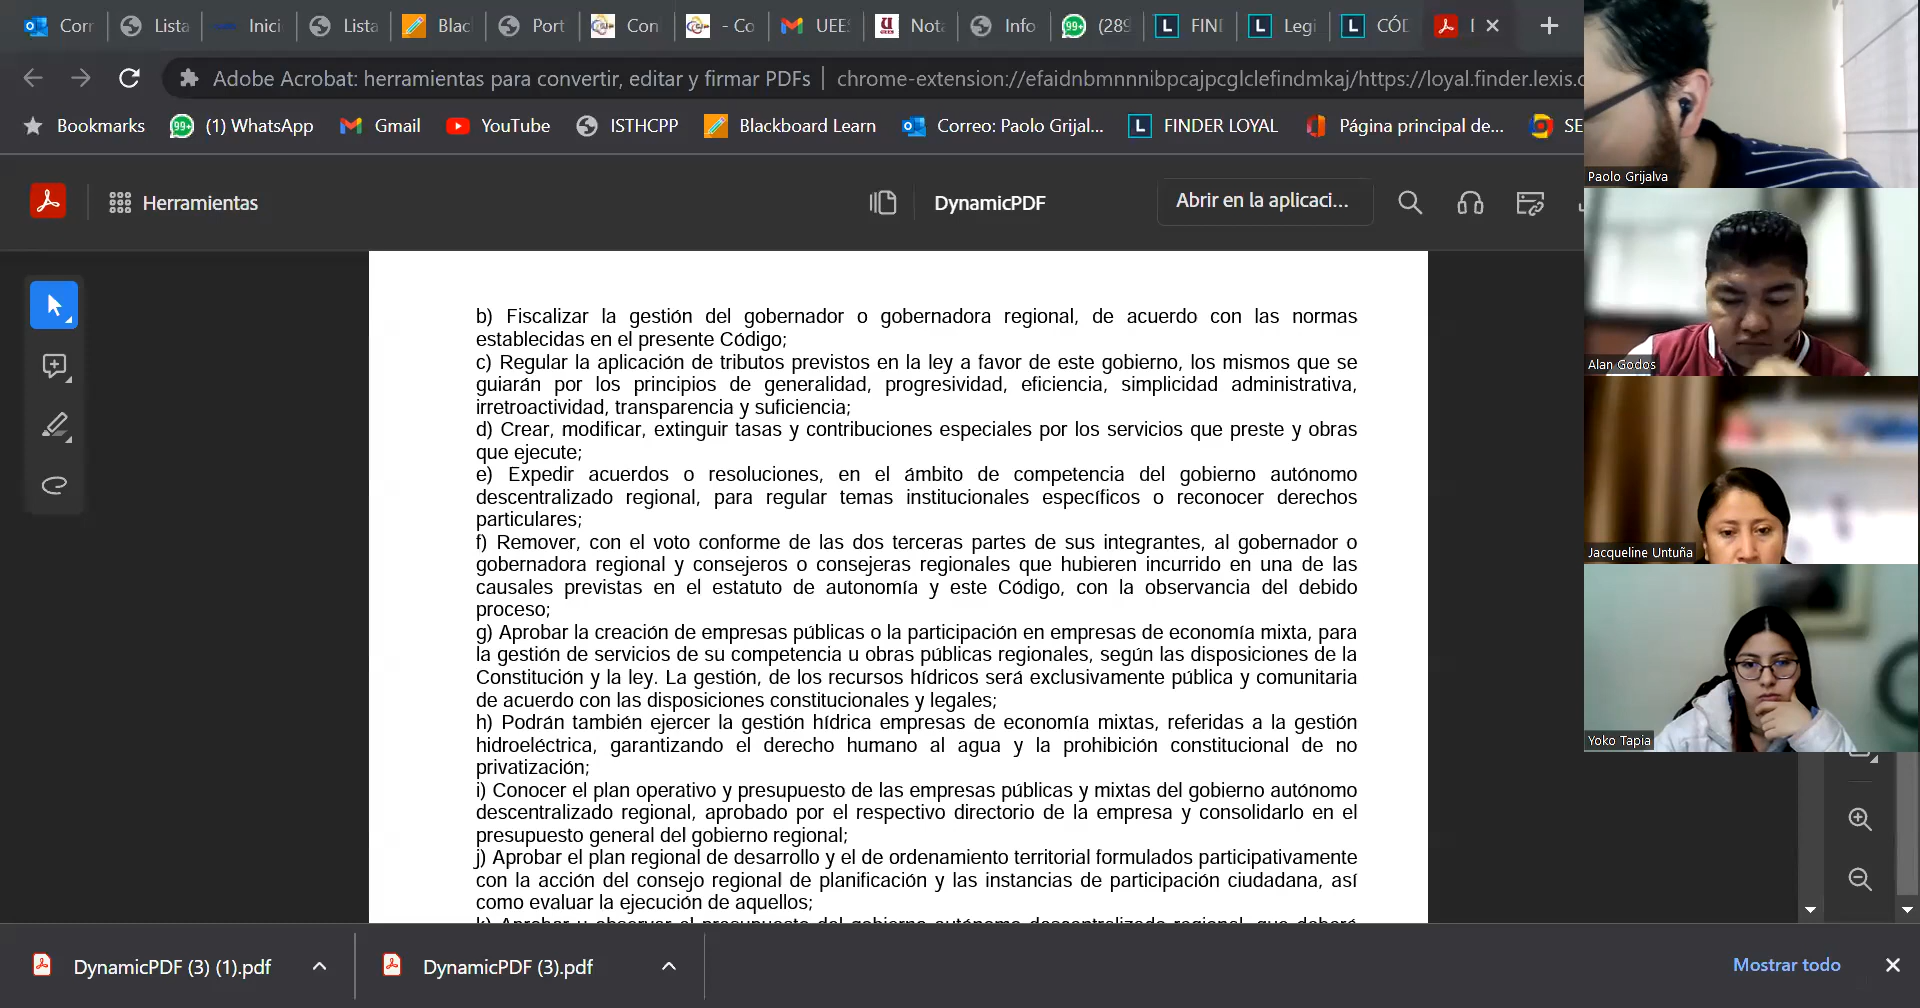 Corr
Lista
Inici
Lista
Blac
Port
Con
- Co
UEE
Nota
Info
(289
FIN
Legi
CÓD
Adobe Acrobat: herramientas para convertir, editar y firmar PDFs | chrome-extension://efaidnbmnnnibpcajpcglclefindmkaj/https://loyal.finder.lexis.c
Bookmarks
99+ (1) WhatsApp
Gmail
YouTube
ISTHCPP
Blackboard Learn
Correo: Paolo Grijal...
L FINDER LOYAL
Página principal de...
SE
Herramientas
DynamicPDF
Abrir en la aplicaci...
b) Fiscalizar la gestión del gobernador o gobernadora regional, de acuerdo con las normas
establecidas en el presente Código;
c) Regular la aplicación de tributos previstos en la ley a favor de este gobierno, los mismos que se
guiarán por los principios de generalidad, progresividad, eficiencia, simplicidad administrativa,
irretroactividad, transparencia y suficiencia;
d) Crear, modificar, extinguir tasas y contribuciones especiales por los servicios que preste y obras
que ejecute;
e) Expedir acuerdos o resoluciones, en el ámbito de competencia del gobierno autónomo
descentralizado regional, para regular temas institucionales específicos o reconocer derechos
particulares;
f) Remover, con el voto conforme de las dos terceras partes de sus integrantes, al gobernador o
gobernadora regional y consejeros o consejeras regionales que hubieren incurrido en una de las
causales previstas en el estatuto de autonomía y este Código, con la observancia del debido
proceso;
g) Aprobar la creación de empresas públicas o la participación en empresas de economía mixta, para
la gestión de servicios de su competencia u obras públicas regionales, según las disposiciones de la
Constitución y la ley. La gestión, de los recursos hídricos será exclusivamente pública y comunitaria
de acuerdo con las disposiciones constitucionales y legales;
h) Podrán también ejercer la gestión hídrica empresas de economía mixtas, referidas a la gestión
hidroeléctrica, garantizando el derecho humano al agua y la prohibición constitucional de no
privatización;
i) Conocer el plan operativo y presupuesto de las empresas públicas y mixtas del gobierno autónomo
descentralizado regional, aprobado por el respectivo directorio de la empresa y consolidarlo en el
presupuesto general del gobierno regional;
j) Aprobar el plan regional de desarrollo y el de ordenamiento territorial formulados participativamente
con la acción del consejo regional de planificación y las instancias de participación ciudadana, así
como evaluar la ejecución de aquellos;
k) Aprobar u observar el presupuesto del gobierno autónomo descentralizado regional, que deberá
Paolo Grijalva
Alan Godos
Jacqueline Untuña
Yoko Tapia
DynamicPDF (3) (1).pdf
DynamicPDF (3).pdf
Mostrar todo